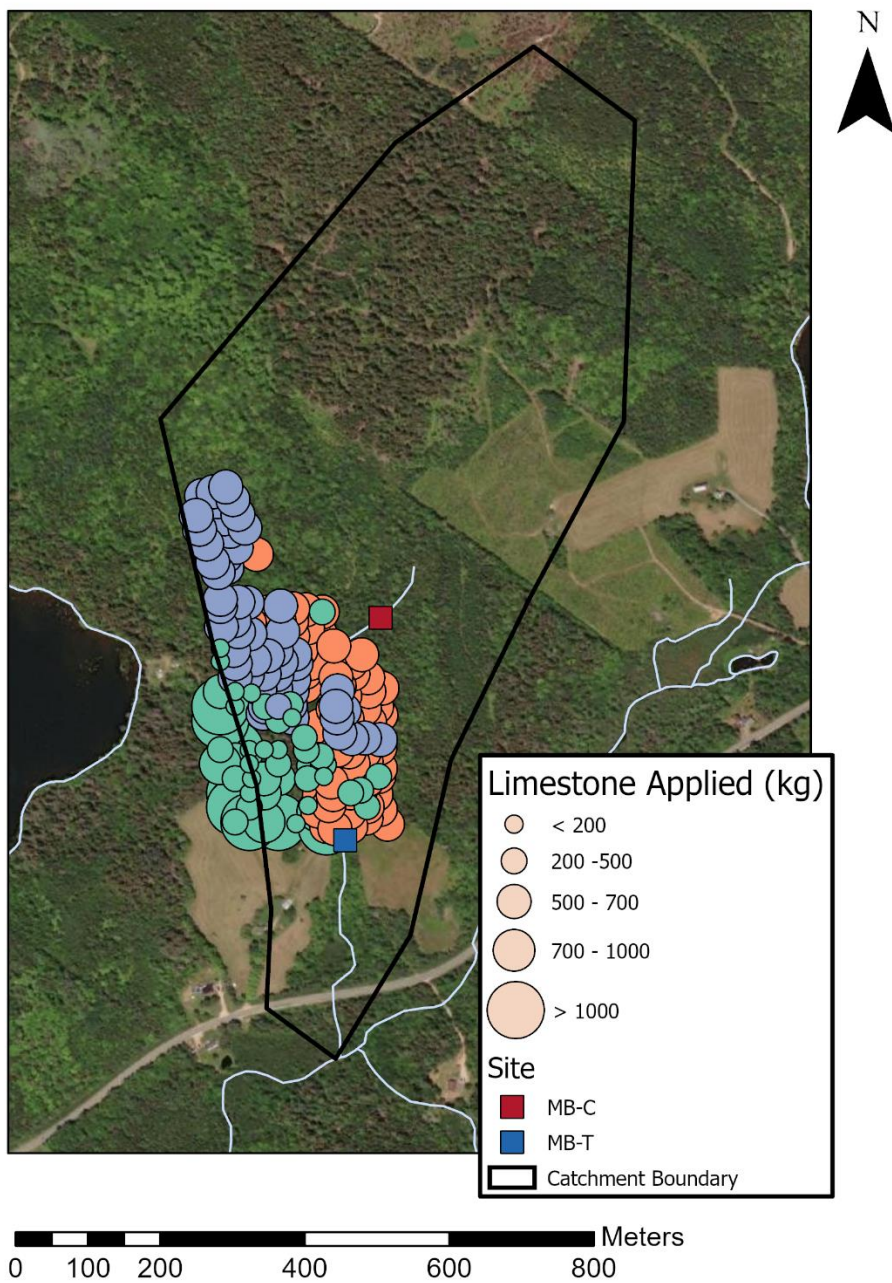 N
Limestone Applied (kg)
< 200
200 -500
500 - 700
700 - 1000
> 1000
Site
MB-C
MB-T
Catchment Boundary
Meters
0 100 200 400 600 800